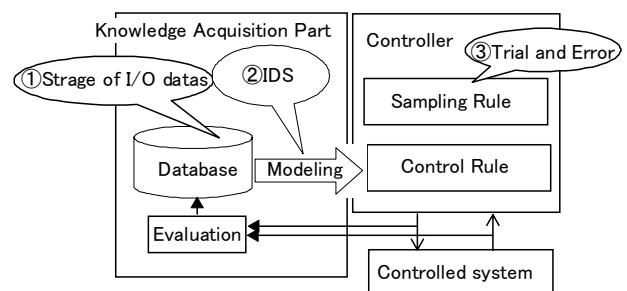 Knowledge Acquisition Part
①Strage of I/O datas
②IDS
Database
Modeling
Evaluation
Controller
③Trial and Error
Sampling Rule
Control Rule
Controlled system